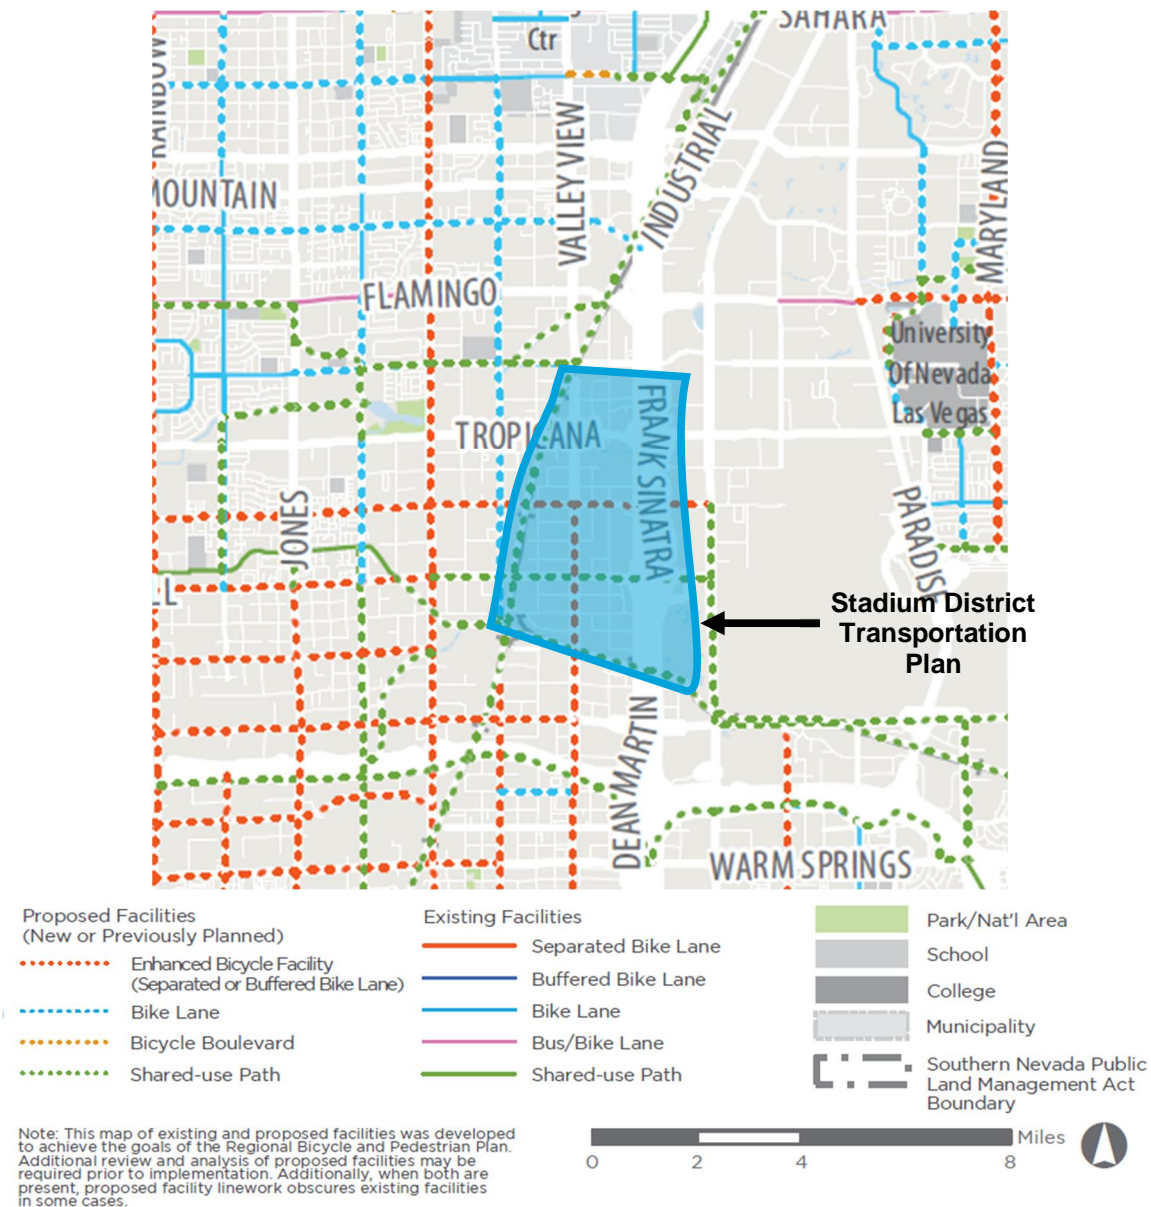 SAHARA
Ctr
RAINBOW
VALLEY VIEW
INDUSTRIAL
MOUNTAIN
MARYLAND
FLAMINGO
University
Of Nevada
Las Vegas
FRANK SINATRA
TROPICANA
JONES
PARADISE
Stadium District
Transportation
Plan
DEAN MARTIN
WARM SPRINGS
Proposed Facilities
(New or Previously Planned)
Enhanced Bicycle Facility
(Separated or Buffered Bike Lane)
Bike Lane
Bicycle Boulevard
Shared-use Path
Existing Facilities
Separated Bike Lane
Buffered Bike Lane
Bike Lane
Bus/Bike Lane
Shared-use Path
Park/Nat'l Area
School
College
Municipality
Southern Nevada Public
Land Management Act
Boundary
Note: This map of existing and proposed facilities was developed
to achieve the goals of the Regional Bicycle and Pedestrian Plan.
Additional review and analysis of proposed facilities may be
required prior to implementation. Additionally, when both are
present, proposed facility linework obscures existing facilities
in some cases.
Miles
0 2 4 8